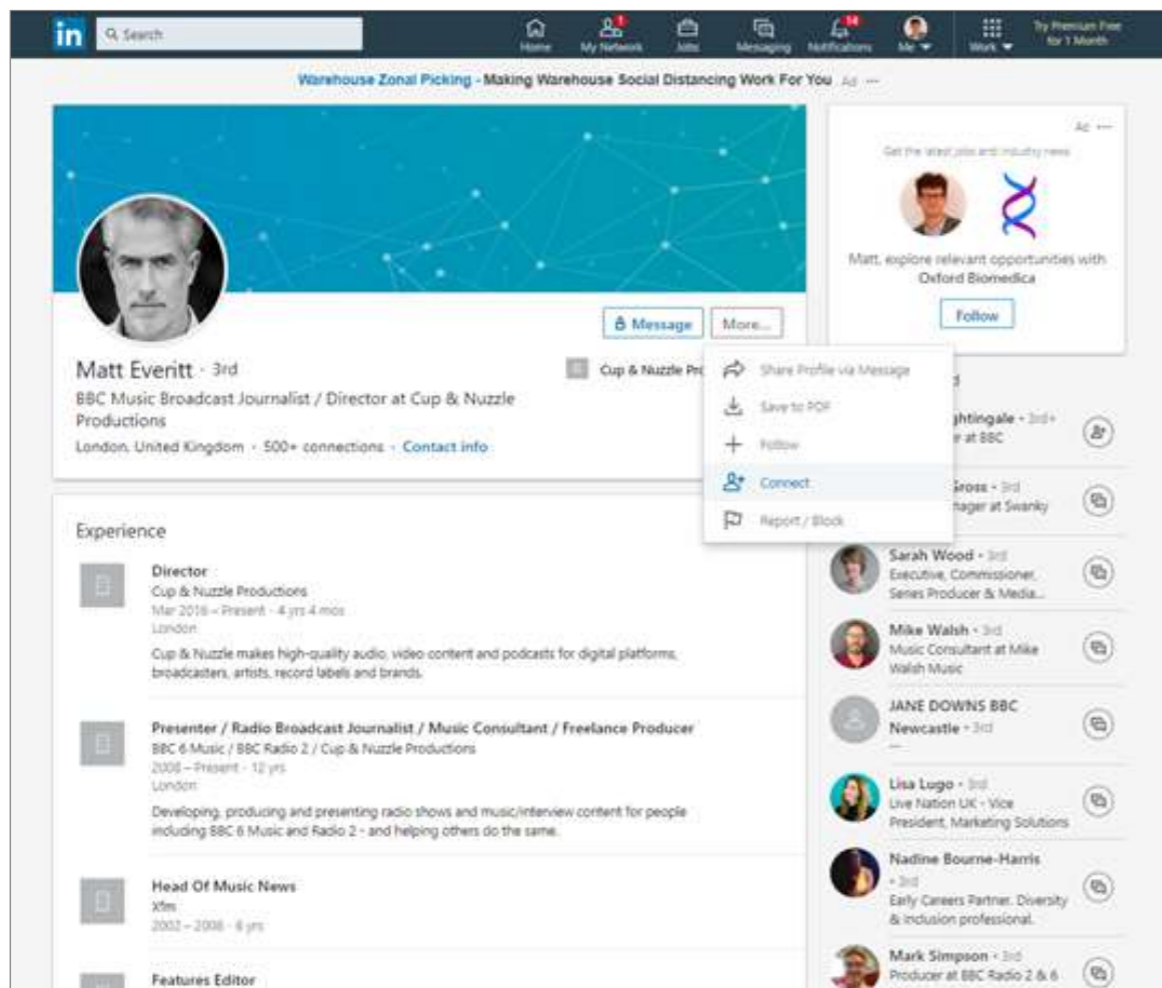 in
Search
Home
My Network
1
Jobs
Messaging
Notifications
14
Me
Work
Try Premium Free
for 1 Month
Warehouse Zonal Picking - Making Warehouse Social Distancing Work For You Ad ···
Message
More...
Matt Everitt · 3rd
BBC Music Broadcast Journalist / Director at Cup & Nuzzle
Productions
London, United Kingdom · 500+ connections · Contact info
Cup & Nuzzle Pro
Share Profile via Message
Save to PDF
Follow
Connect
Report / Block
Experience
Director
Cup & Nuzzle Productions
Mar 2016 – Present · 4 yrs 4 mos
London
Cup & Nuzzle makes high-quality audio, video content and podcasts for digital platforms,
broadcasters, artists, record labels and brands.
Presenter / Radio Broadcast Journalist / Music Consultant / Freelance Producer
BBC 6 Music / BBC Radio 2 / Cup & Nuzzle Productions
2008 – Present · 12 yrs
London
Developing, producing and presenting radio shows and music/interview content for people
including BBC 6 Music and Radio 2 - and helping others do the same.
Head Of Music News
Xfm
2002 – 2008 · 6 yrs
Features Editor
Ad ···
Get the latest jobs and industry news
Matt, explore relevant opportunities with
Oxford Biomedica
Follow
d
ghtingale • 3rd+
er at BBC
Gross • 3rd
nager at Swanky
Sarah Wood • 3rd
Executive, Commissioner,
Series Producer & Media...
Mike Walsh • 3rd
Music Consultant at Mike
Walsh Music
JANE DOWNS BBC
Newcastle • 3rd
—
Lisa Lugo • 3rd
Live Nation UK - Vice
President, Marketing Solutions
Nadine Bourne-Harris
• 3rd
Early Careers Partner. Diversity
& inclusion professional.
Mark Simpson • 3rd
Producer at BBC Radio 2 & 6